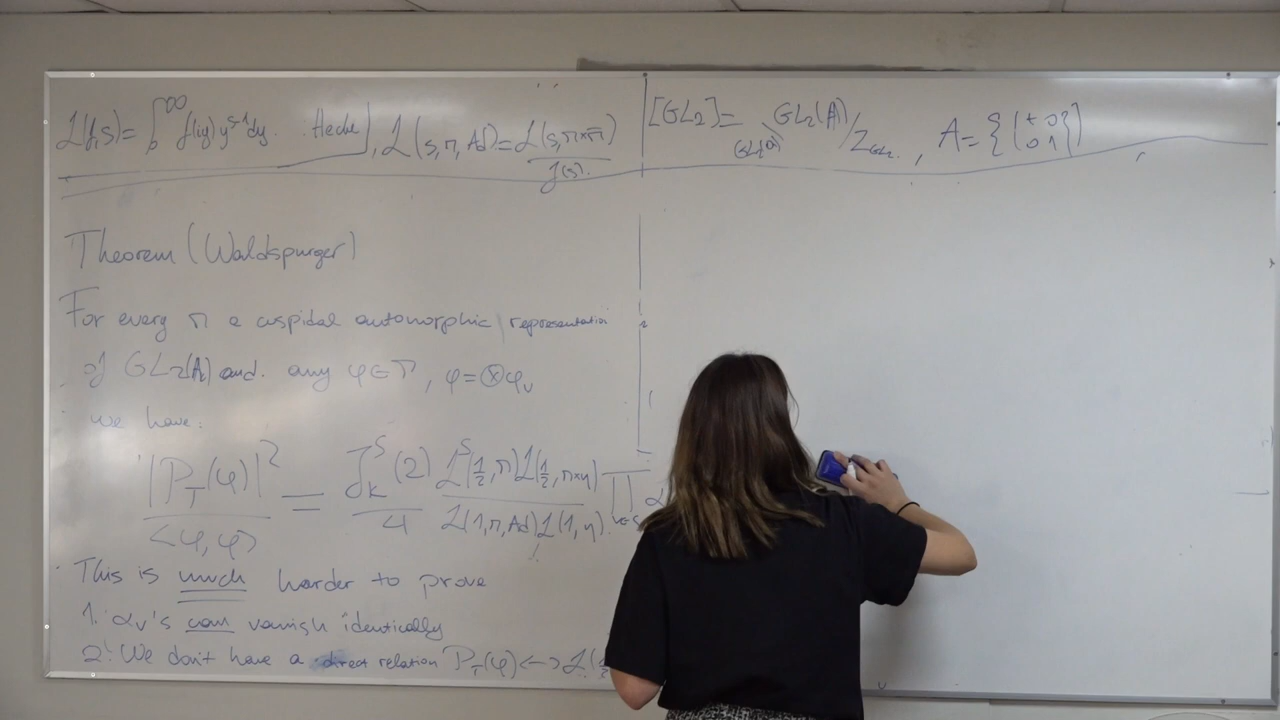 L(f,s) = ∫₀^∞ f(iy) y^{s-1} dy . Hecke , L(s, π, Ad) = L(s, π×π̃) / ζ(s).
[GL₂] = GL₂(Q)\ GL₂(A) / Z_{GL₂} , A = {(t 0 / 0 1)}
Theorem (Waldspurger)
For every π a cuspidal automorphic representation
of GL₂(A) and any φ ∈ π , φ = ⊗φ_v
we have:
|P_T(φ)|² / <φ,φ> = ζ_k^S(2) / 4 L^S(1/2, π) L(1/2, π×η) / L(1, π, Ad) L(1, η) ∏_{v∈S} α
This is much harder to prove
1. α_v's can vanish identically
2. We don't have a direct relation P_T(φ) <-> L(